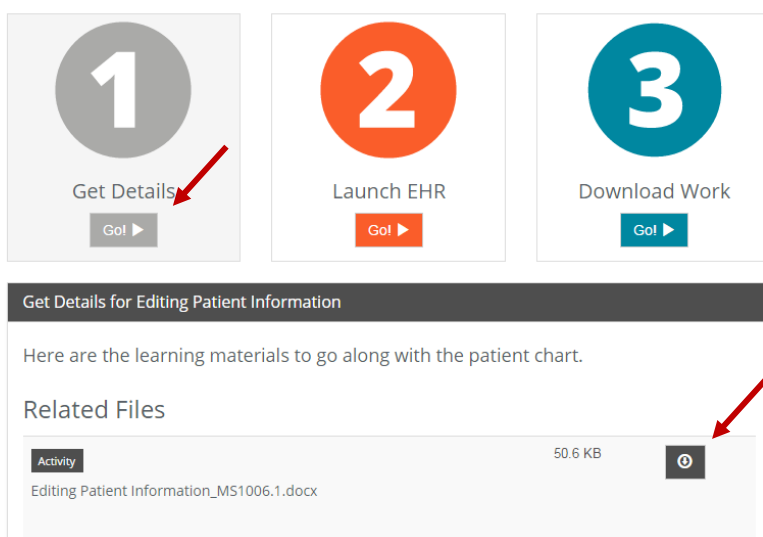 1
2
3
Get Details
Launch EHR
Download Work
Go!
Go!
Go!
Get Details for Editing Patient Information
Here are the learning materials to go along with the patient chart.
Related Files
Activity
50.6 KB
Editing Patient Information_MS1006.1.docx